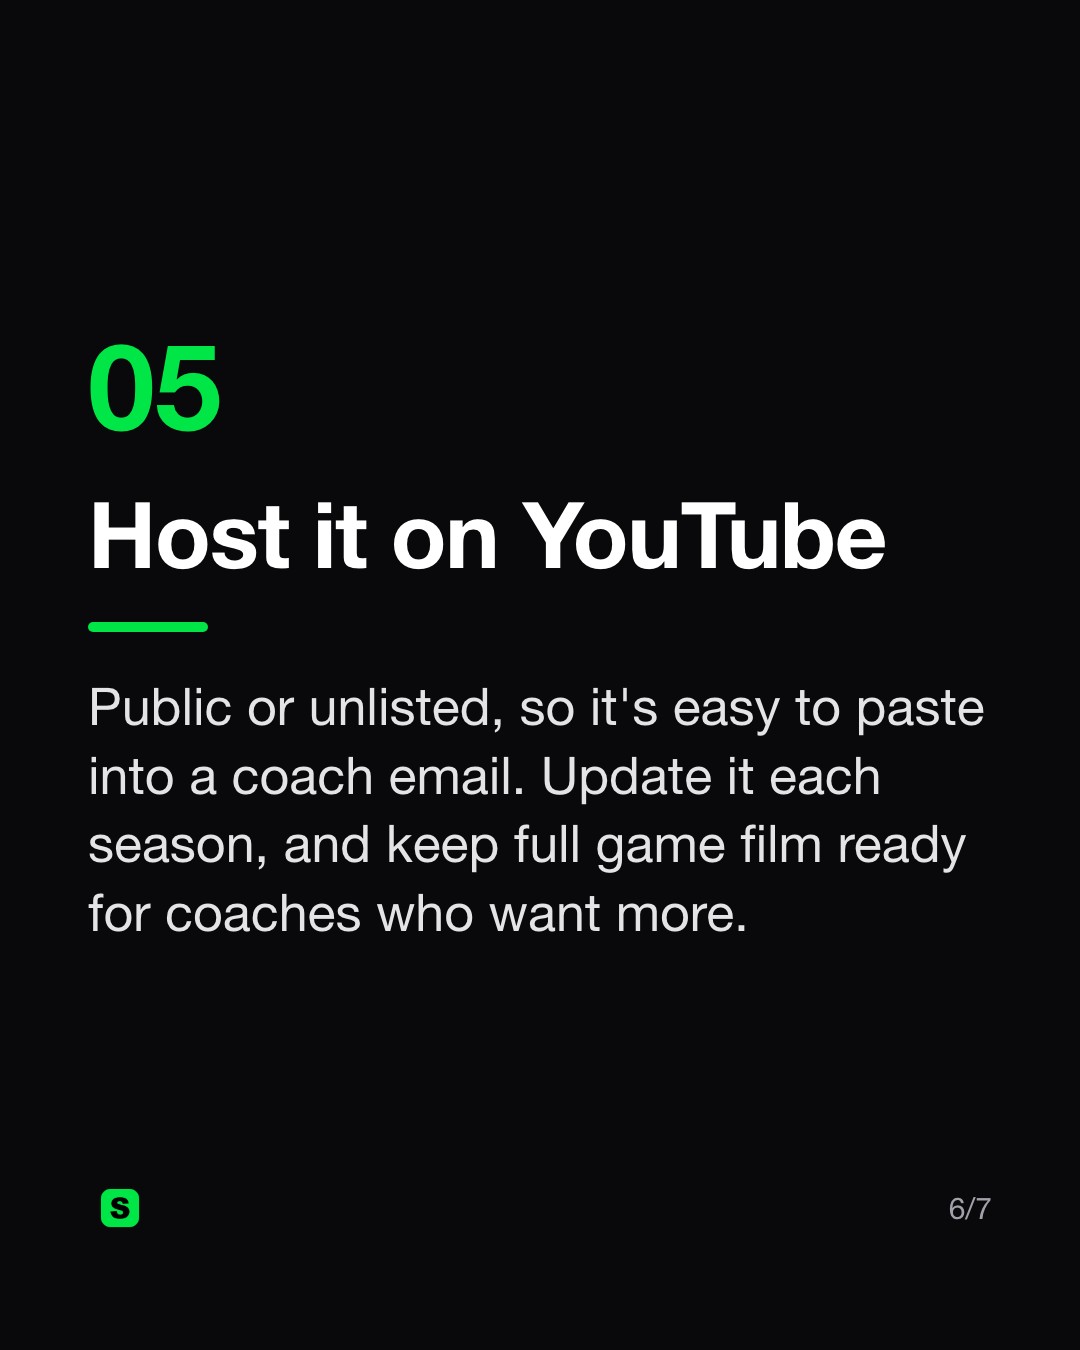 05
Host it on YouTube
Public or unlisted, so it's easy to paste
into a coach email. Update it each
season, and keep full game film ready
for coaches who want more.
S
6/7